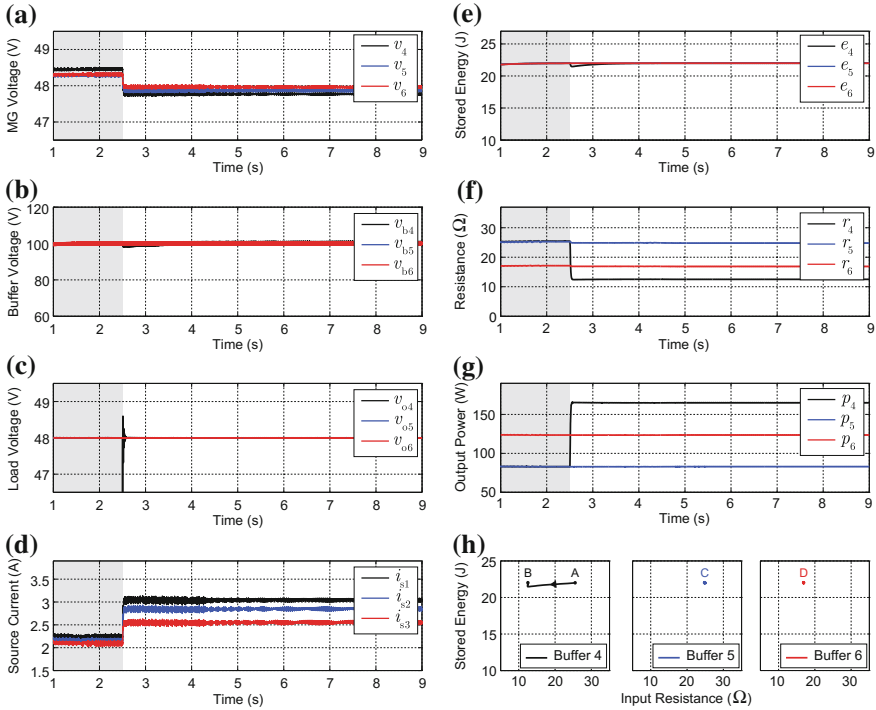 (a)
MG Voltage (V)
49
48
47
v4
v5
v6
1 2 3 4 5 6 7 8 9
Time (s)
(b)
Buffer Voltage (V)
120
100
80
60
vb4
vb5
vb6
1 2 3 4 5 6 7 8 9
Time (s)
(c)
Load Voltage (V)
49
48
47
vo4
vo5
vo6
1 2 3 4 5 6 7 8 9
Time (s)
(d)
Source Current (A)
3.5
3
2.5
2
1.5
is1
is2
is3
1 2 3 4 5 6 7 8 9
Time (s)
(e)
Stored Energy (J)
25
20
15
10
e4
e5
e6
1 2 3 4 5 6 7 8 9
Time (s)
(f)
Resistance (Ω)
30
20
10
0
r4
r5
r6
1 2 3 4 5 6 7 8 9
Time (s)
(g)
Output Power (W)
150
100
50
p4
p5
p6
1 2 3 4 5 6 7 8 9
Time (s)
(h)
Stored Energy (J)
25
20
15
10
B A
Buffer 4
C
Buffer 5
D
Buffer 6
10 20 30 10 20 30 10 20 30
Input Resistance (Ω)